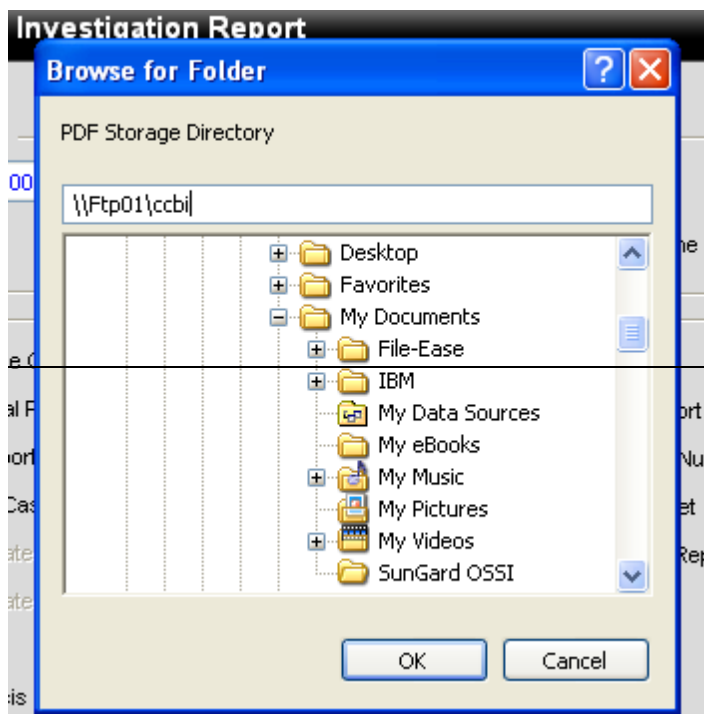 Investigation Report
Browse for Folder
PDF Storage Directory
00
\\Ftp01\ccbi
Desktop
Favorites
My Documents
File-Ease
IBM
My Data Sources
My eBooks
My Music
My Pictures
My Videos
SunGard OSSI
OK
Cancel